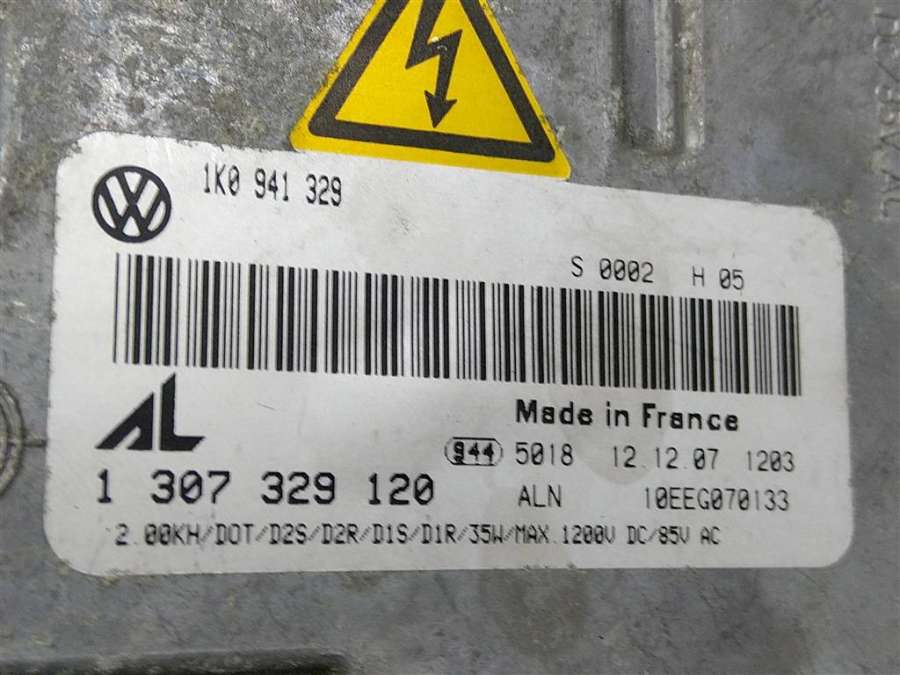 1K0 941 329
S 0002 H 05
AL
Made in France
944 5018 12.12.07 1203
1 307 329 120
ALN 10EEG070133
2.00KH/DOT/D2S/D2R/D1S/D1R/35W/MAX.1200V DC/85V AC